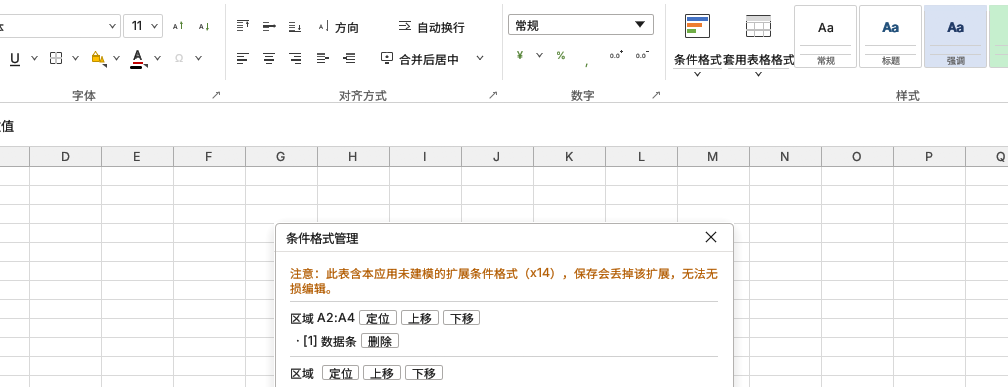 11 A A 方向 自动换行 常规
U A Ω 合并后居中 ¥ % , 0.0 0.0 条件格式 套用表格格式
Aa Aa Aa
常规 标题 强调
字体 对齐方式 数字 样式
值
D E F G H I J K L M N O P Q
条件格式管理
注意：此表含本应用未建模的扩展条件格式（x14），保存会丢掉该扩展，无法无
损编辑。
区域 A2:A4 定位 上移 下移
· [1] 数据条 删除
区域 定位 上移 下移